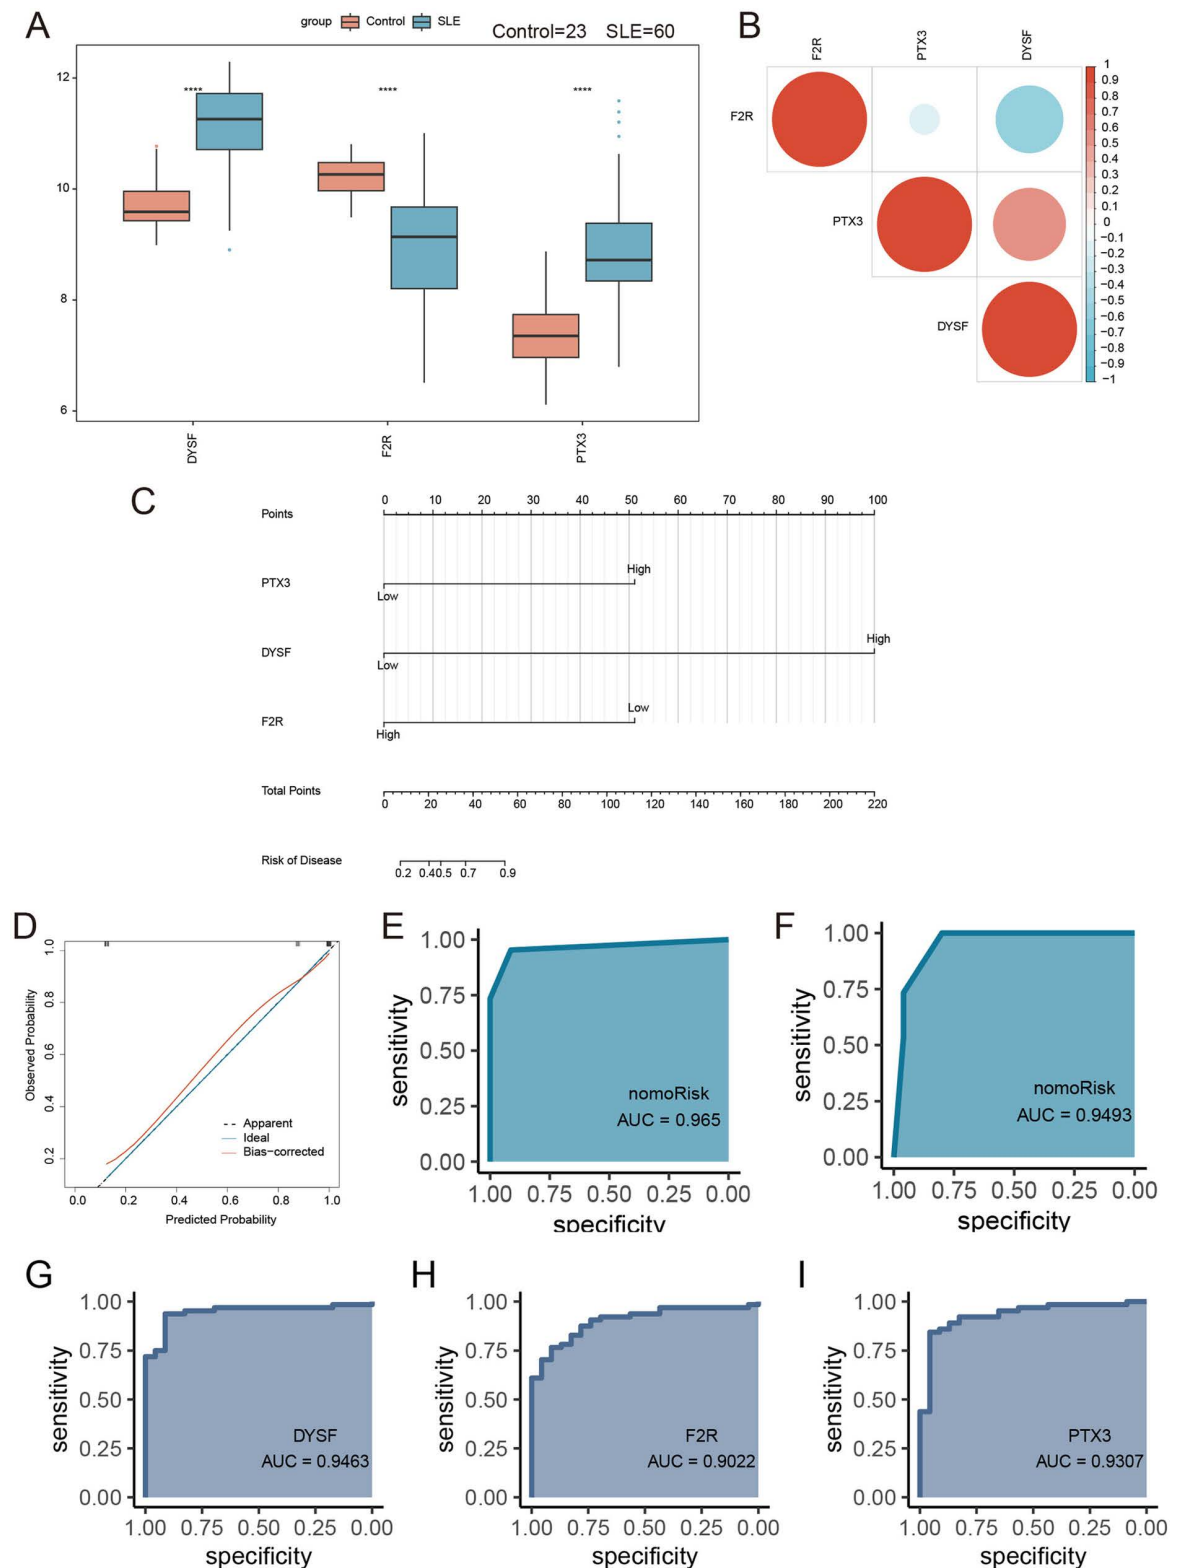 A
group Control SLE
Control=23 SLE=60
12
10
8
6
****
****
****
DYSF
F2R
PTX3
B
F2R
PTX3
DYSF
F2R
PTX3
DYSF
1
0.9
0.8
0.7
0.6
0.5
0.4
0.3
0.2
0.1
0
−0.1
−0.2
−0.3
−0.4
−0.5
−0.6
−0.7
−0.8
−0.9
−1
C
Points
0 10 20 30 40 50 60 70 80 90 100
PTX3
High
Low
DYSF
High
Low
F2R
Low
High
Total Points
0 20 40 60 80 100 120 140 160 180 200 220
Risk of Disease
0.2 0.4 0.5 0.7 0.9
D
Observed Probability
1.0
0.8
0.6
0.4
0.2
Apparent
Ideal
Bias−corrected
0.0 0.2 0.4 0.6 0.8 1.0
Predicted Probability
E
sensitivity
1.00
0.75
0.50
0.25
0.00
nomoRisk
AUC = 0.965
1.00 0.75 0.50 0.25 0.00
specificity
F
sensitivity
1.00
0.75
0.50
0.25
0.00
nomoRisk
AUC = 0.9493
1.00 0.75 0.50 0.25 0.00
specificity
G
sensitivity
1.00
0.75
0.50
0.25
0.00
DYSF
AUC = 0.9463
1.00 0.75 0.50 0.25 0.00
specificity
H
sensitivity
1.00
0.75
0.50
0.25
0.00
F2R
AUC = 0.9022
1.00 0.75 0.50 0.25 0.00
specificity
I
sensitivity
1.00
0.75
0.50
0.25
0.00
PTX3
AUC = 0.9307
1.00 0.75 0.50 0.25 0.00
specificity